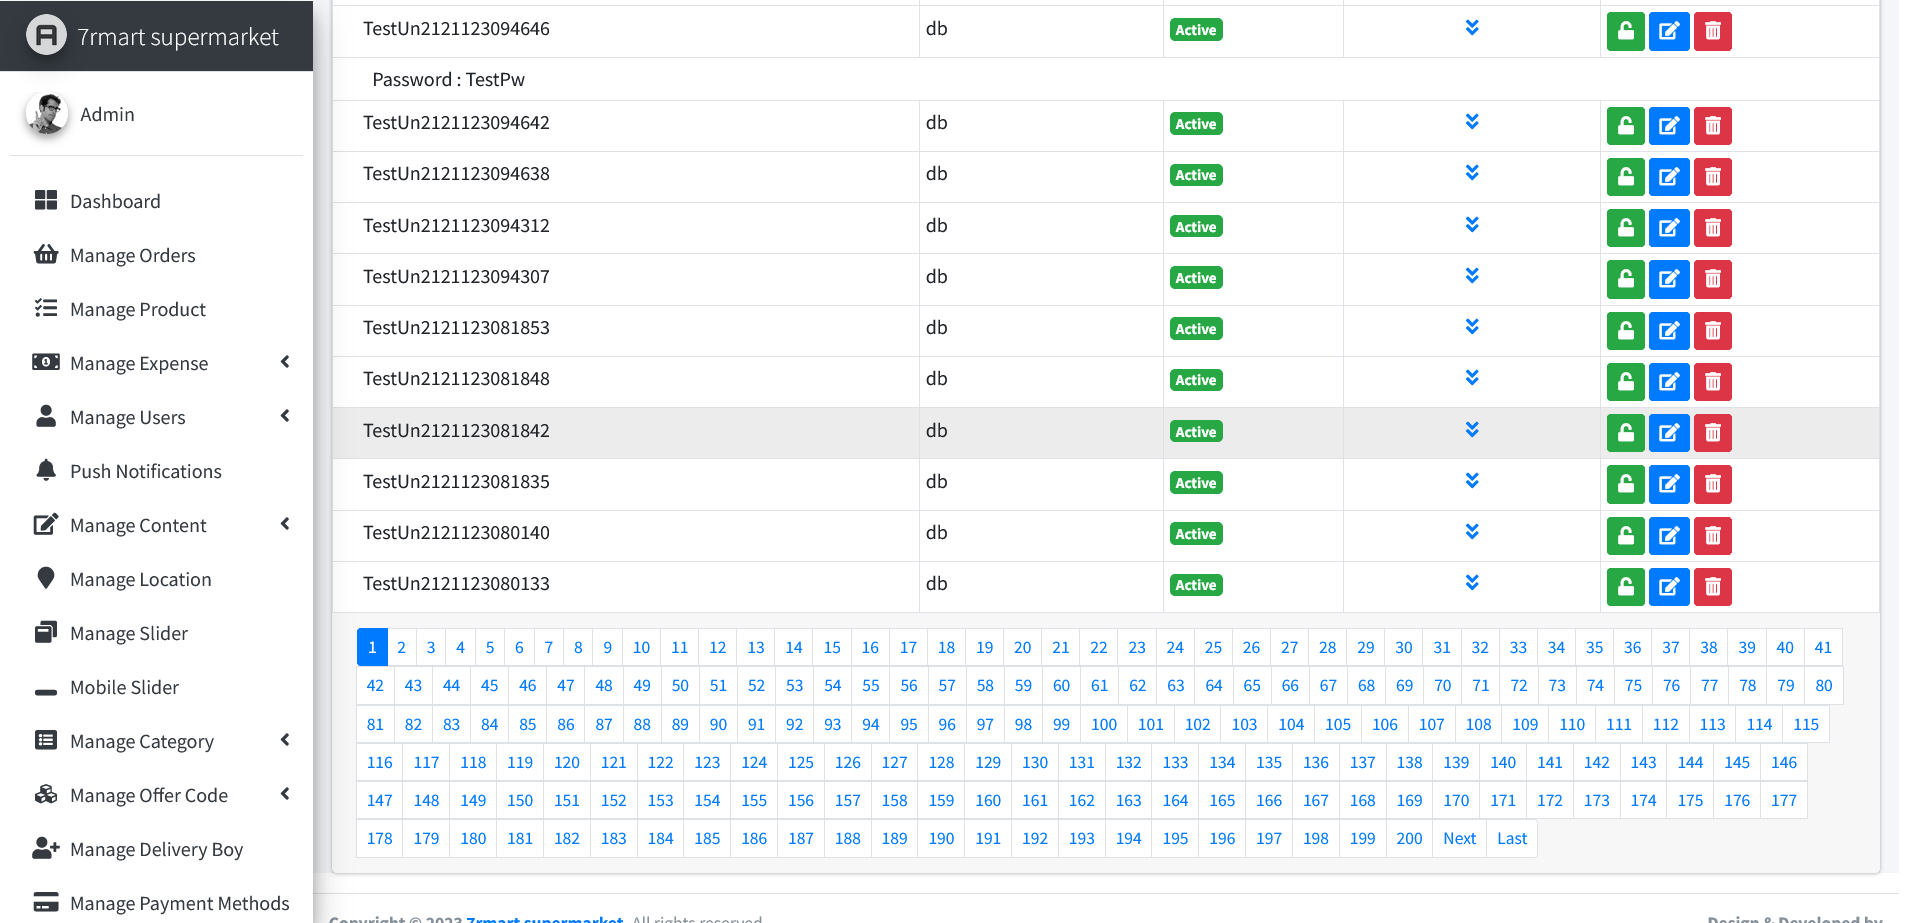 7rmart supermarket
Admin
Dashboard
Manage Orders
Manage Product
Manage Expense
Manage Users
Push Notifications
Manage Content
Manage Location
Manage Slider
Mobile Slider
Manage Category
Manage Offer Code
Manage Delivery Boy
Manage Payment Methods
TestUn2121123094646 db Active
Password : TestPw
TestUn2121123094642 db Active
TestUn2121123094638 db Active
TestUn2121123094312 db Active
TestUn2121123094307 db Active
TestUn2121123081853 db Active
TestUn2121123081848 db Active
TestUn2121123081842 db Active
TestUn2121123081835 db Active
TestUn2121123080140 db Active
TestUn2121123080133 db Active
1 2 3 4 5 6 7 8 9 10 11 12 13 14 15 16 17 18 19 20 21 22 23 24 25 26 27 28 29 30 31 32 33 34 35 36 37 38 39 40 41
42 43 44 45 46 47 48 49 50 51 52 53 54 55 56 57 58 59 60 61 62 63 64 65 66 67 68 69 70 71 72 73 74 75 76 77 78 79 80
81 82 83 84 85 86 87 88 89 90 91 92 93 94 95 96 97 98 99 100 101 102 103 104 105 106 107 108 109 110 111 112 113 114 115
116 117 118 119 120 121 122 123 124 125 126 127 128 129 130 131 132 133 134 135 136 137 138 139 140 141 142 143 144 145 146
147 148 149 150 151 152 153 154 155 156 157 158 159 160 161 162 163 164 165 166 167 168 169 170 171 172 173 174 175 176 177
178 179 180 181 182 183 184 185 186 187 188 189 190 191 192 193 194 195 196 197 198 199 200 Next Last
Copyright © 2023 7rmart supermarket. All rights reserved.
Design & Developed by